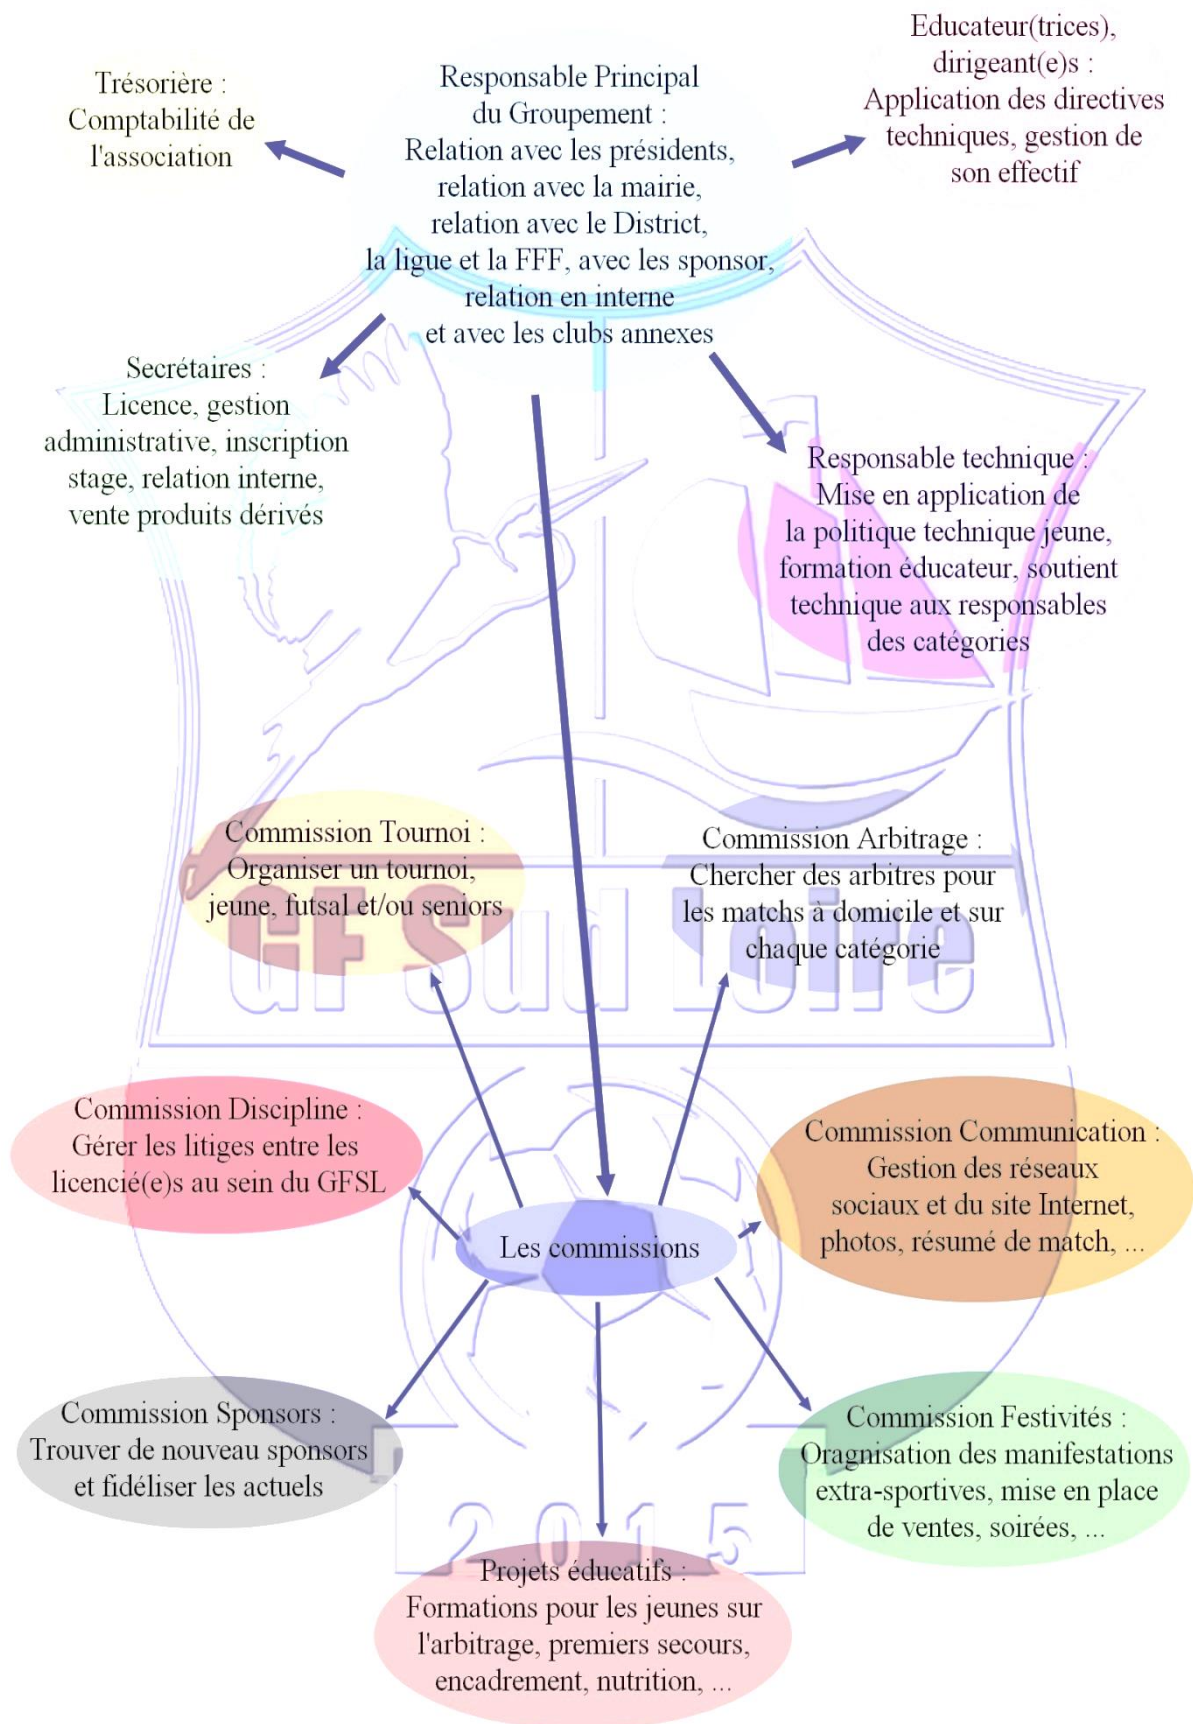 Trésorière :
Comptabilité de
l'association
Responsable Principal
du Groupement :
Relation avec les présidents,
relation avec la mairie,
relation avec le District,
la ligue et la FFF, avec les sponsor,
relation en interne
et avec les clubs annexes
Educateur(trices),
dirigeant(e)s :
Application des directives
techniques, gestion de
son effectif
Secrétaires :
Licence, gestion
administrative, inscription
stage, relation interne,
vente produits dérivés
Responsable technique :
Mise en application de
la politique technique jeune,
formation éducateur, soutient
technique aux responsables
des catégories
Commission Tournoi :
Organiser un tournoi,
jeune, futsal et/ou seniors
Commission Arbitrage :
Chercher des arbitres pour
les matchs à domicile et sur
chaque catégorie
GF Sud Loire
Commission Discipline :
Gérer les litiges entre les
licencié(e)s au sein du GFSL
Commission Communication :
Gestion des réseaux
sociaux et du site Internet,
photos, résumé de match, ...
Les commissions
Commission Sponsors :
Trouver de nouveau sponsors
et fidéliser les actuels
Commission Festivités :
Oragnisation des manifestations
extra-sportives, mise en place
de ventes, soirées, ...
2015
Projets éducatifs :
Formations pour les jeunes sur
l'arbitrage, premiers secours,
encadrement, nutrition, ...